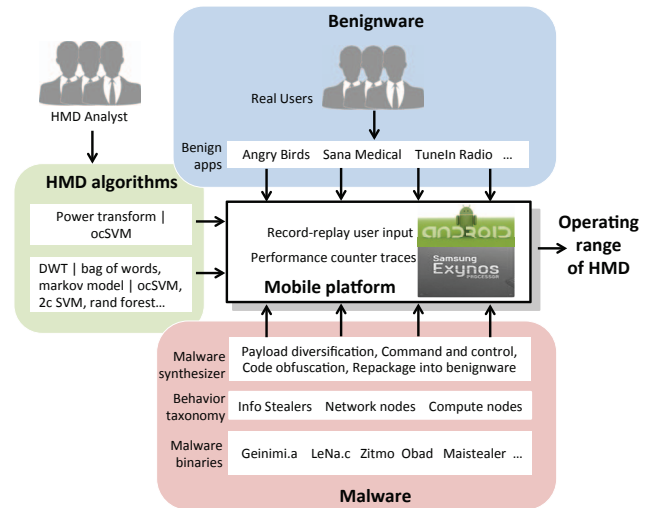 Benignware
HMD Analyst
Real Users
Benign apps
Angry Birds Sana Medical TuneIn Radio ...
HMD algorithms
Power transform |
ocSVM
DWT | bag of words,
markov model | ocSVM,
2c SVM, rand forest...
Record-replay user input
Performance counter traces
Mobile platform
ANDROID
Samsung
Exynos
PROCESSOR
Operating
range
of HMD
Malware
synthesizer
Payload diversification, Command and control,
Code obfuscation, Repackage into benignware
Behavior
taxonomy
Info Stealers Network nodes Compute nodes
Malware
binaries
Geinimi.a LeNa.c Zitmo Obad Maistealer ...
Malware